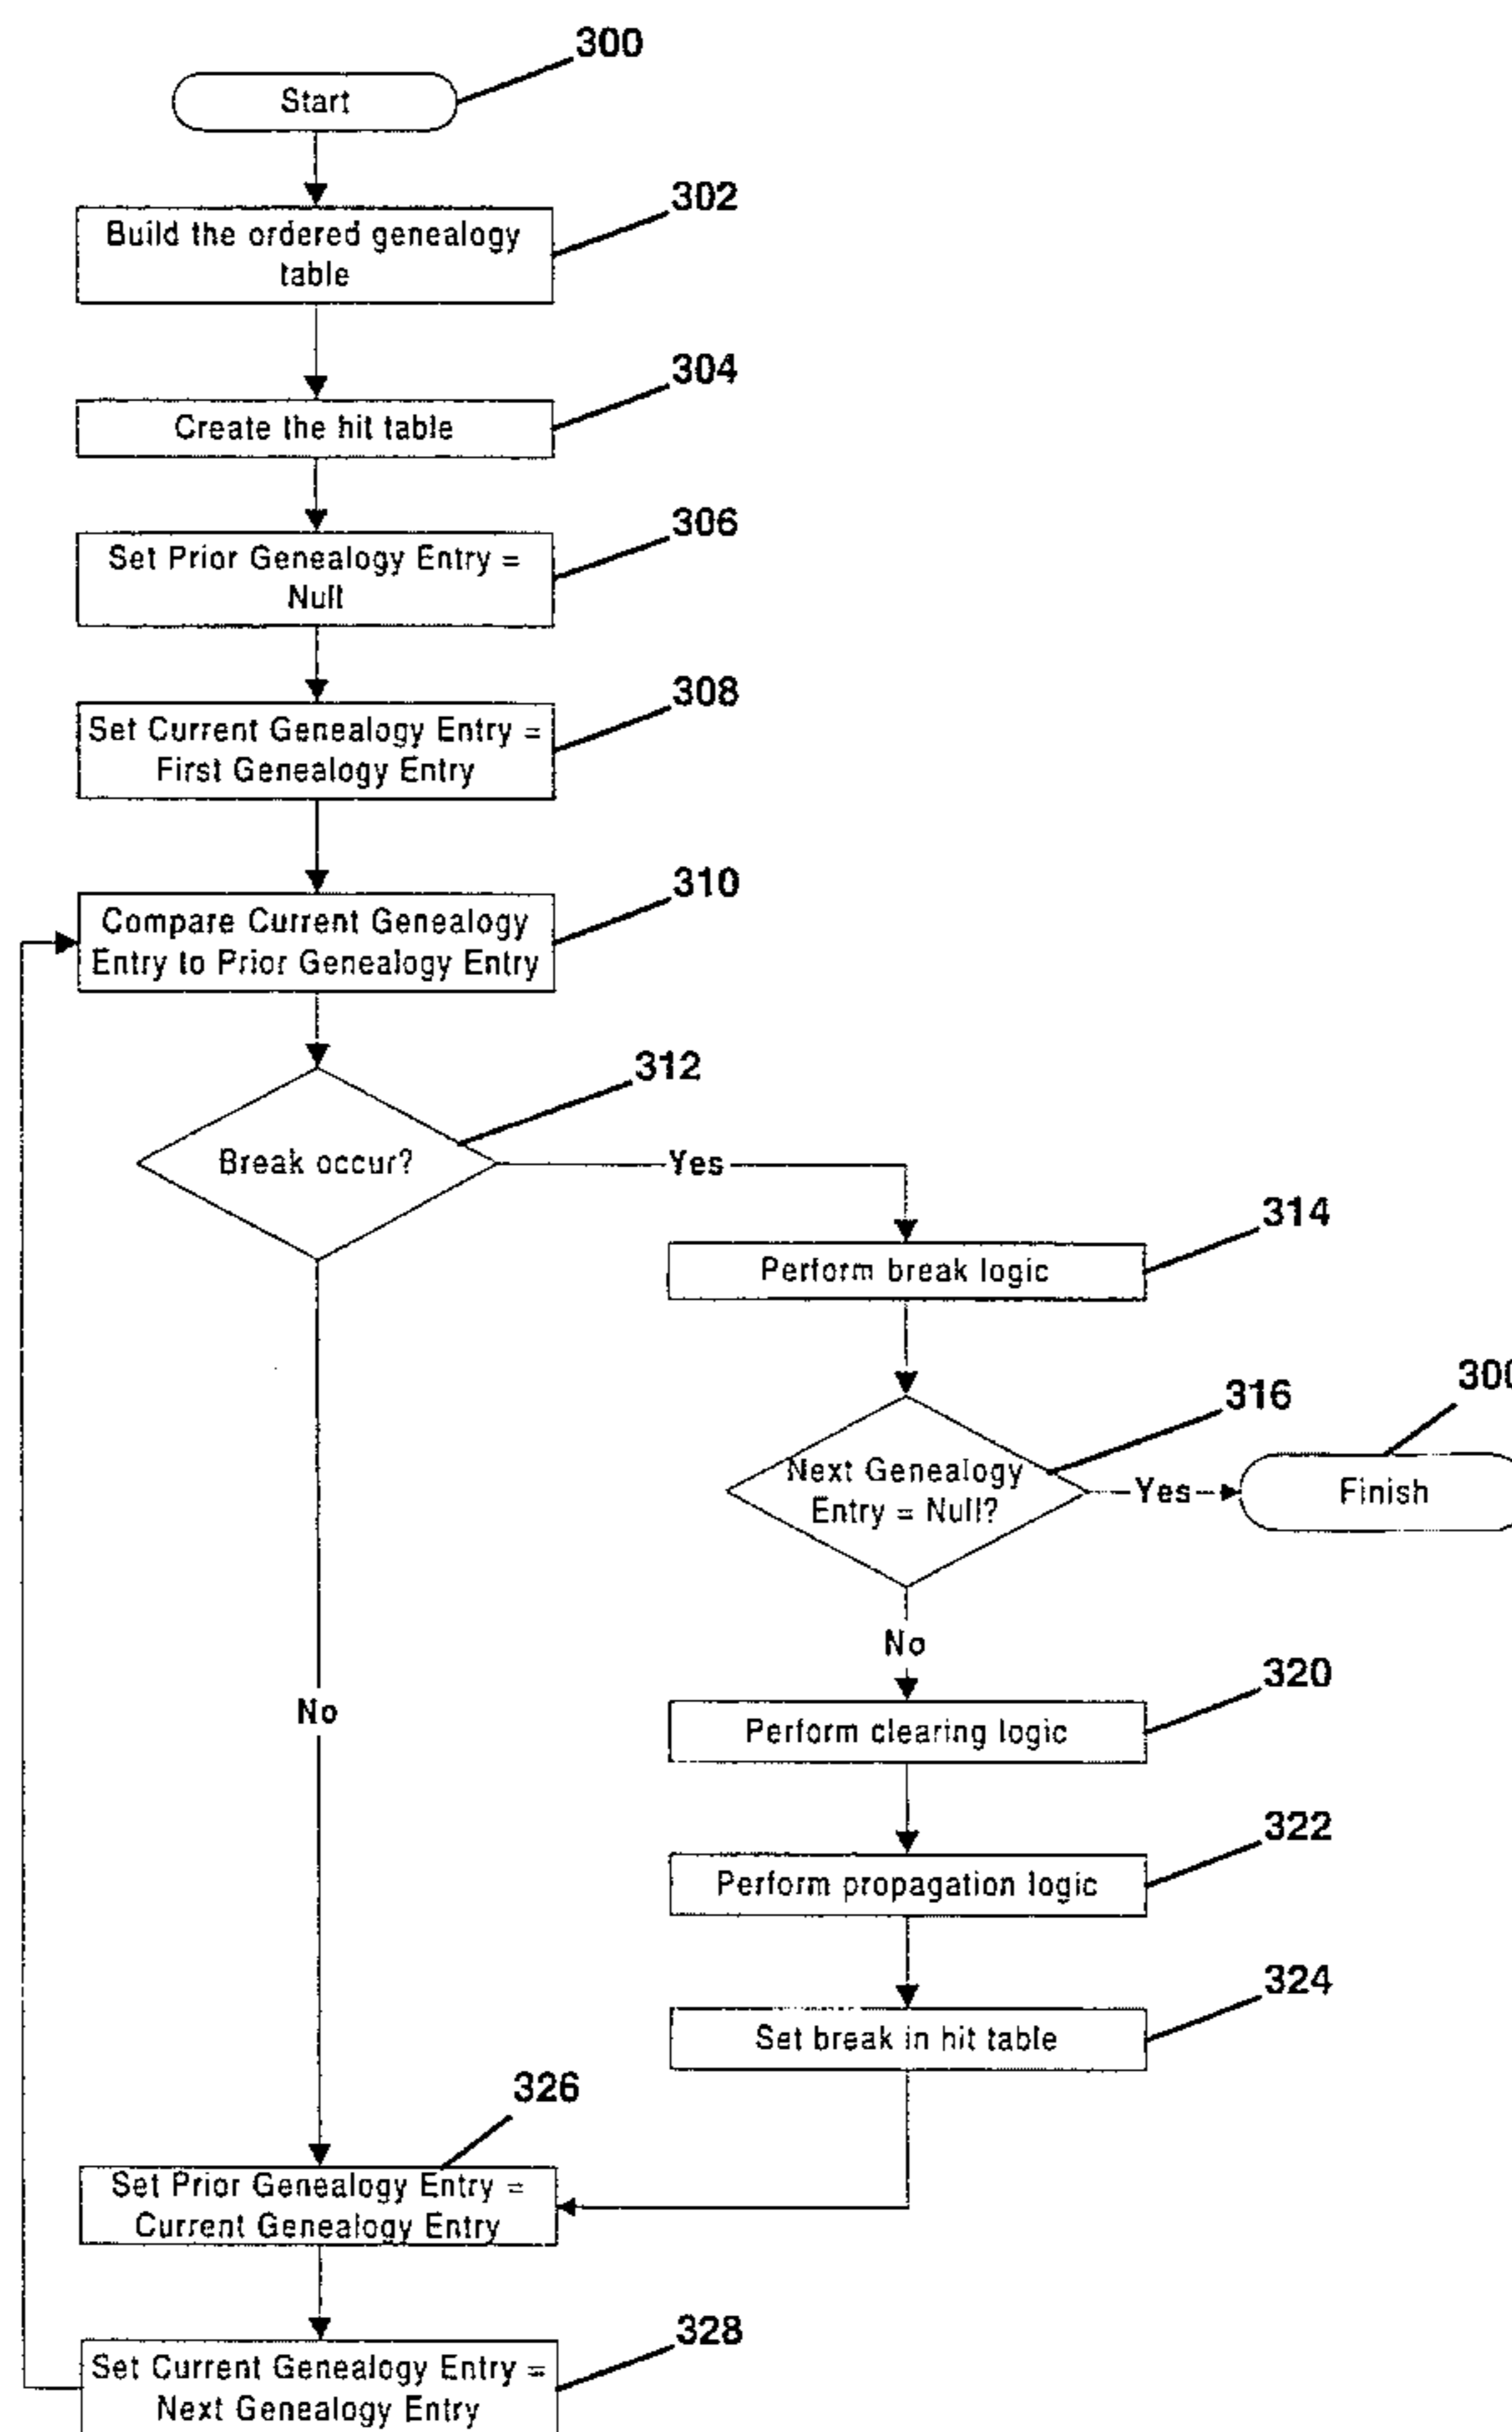 300
Start
302
Build the ordered genealogy
table
304
Create the hit table
306
Set Prior Genealogy Entry =
Null
308
Set Current Genealogy Entry =
First Genealogy Entry
310
Compare Current Genealogy
Entry to Prior Genealogy Entry
312
Break occur?
Yes
314
Perform break logic
300
316
Next Genealogy
Entry = Null?
Yes
Finish
No
320
Perform clearing logic
No
322
Perform propagation logic
324
Set break in hit table
326
Set Prior Genealogy Entry =
Current Genealogy Entry
328
Set Current Genealogy Entry =
Next Genealogy Entry